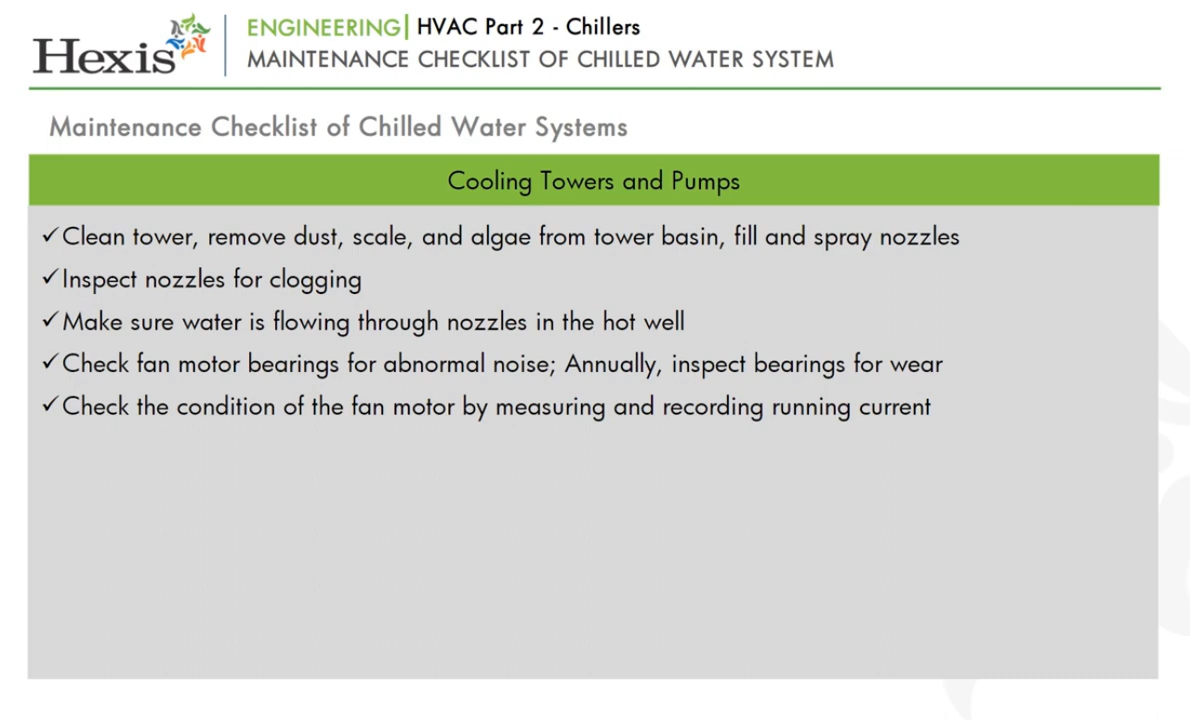 Hexis
ENGINEERING| HVAC Part 2 - Chillers
MAINTENANCE CHECKLIST OF CHILLED WATER SYSTEM
Maintenance Checklist of Chilled Water Systems
Cooling Towers and Pumps
✓Clean tower, remove dust, scale, and algae from tower basin, fill and spray nozzles
✓Inspect nozzles for clogging
✓Make sure water is flowing through nozzles in the hot well
✓Check fan motor bearings for abnormal noise; Annually, inspect bearings for wear
✓Check the condition of the fan motor by measuring and recording running current